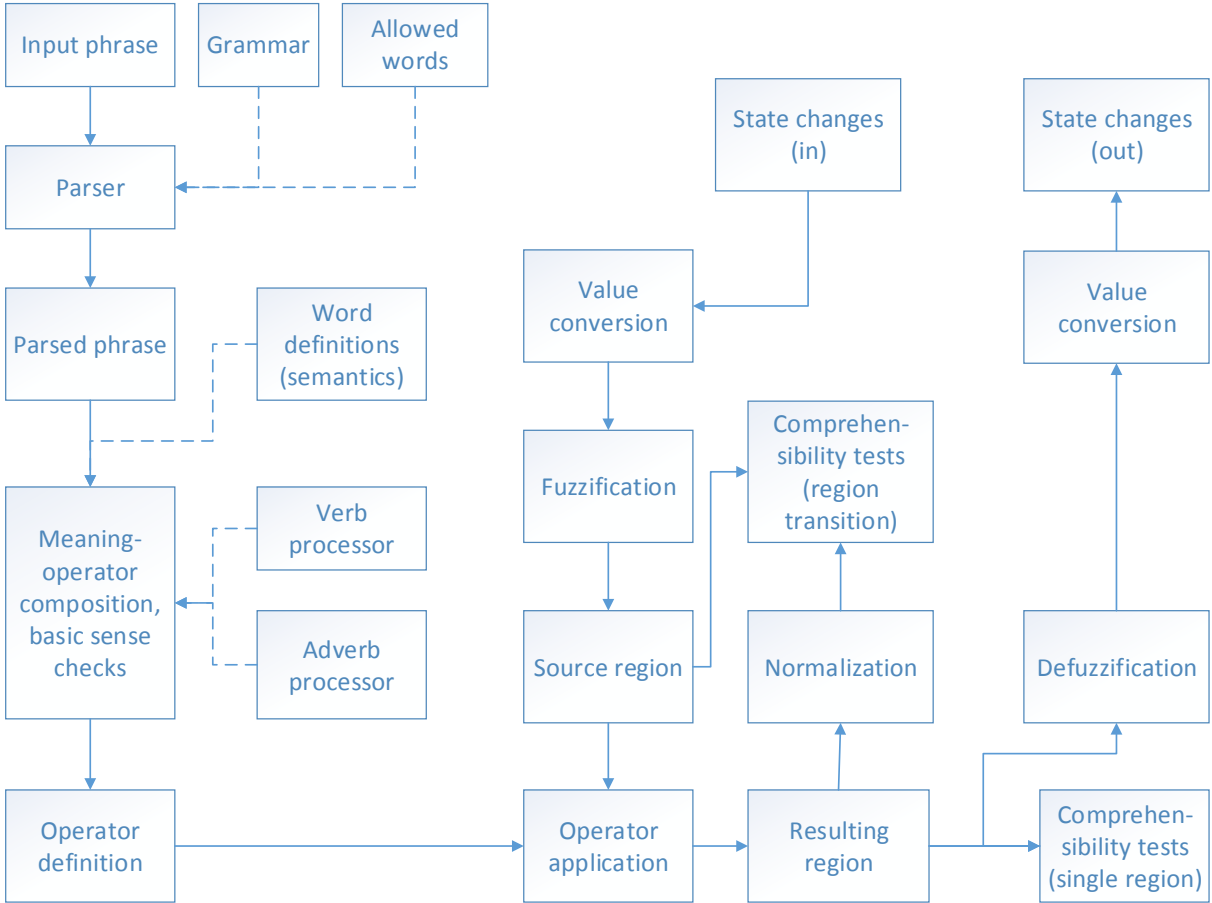 Input phrase
Grammar
Allowed
words
State changes
(in)
State changes
(out)
Parser
Value
conversion
Value
conversion
Parsed phrase
Word
definitions
(semantics)
Comprehen-
sibility tests
(region
transition)
Fuzzification
Meaning-
operator
composition,
basic sense
checks
Verb
processor
Adverb
processor
Source region
Normalization
Defuzzification
Operator
definition
Operator
application
Resulting
region
Comprehen-
sibility tests
(single region)